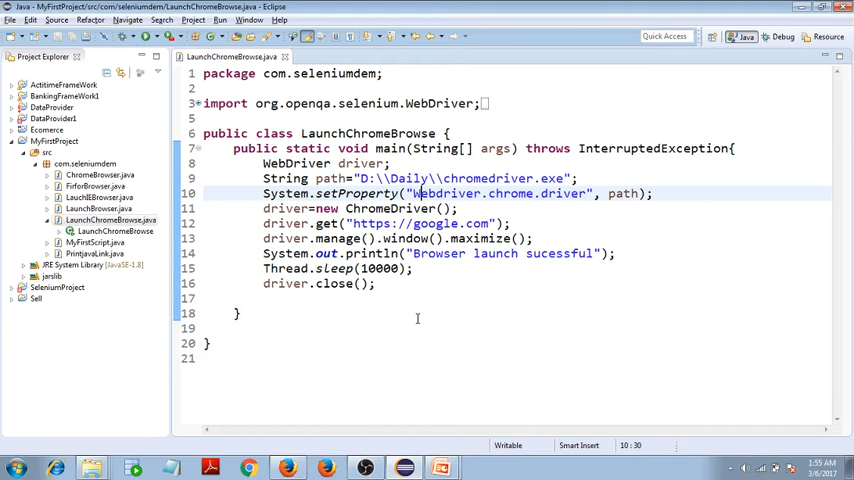 Java - MyFirstProject/src/com/seleniumdem/LaunchChromeBrowse.java - Eclipse
File Edit Source Refactor Navigate Search Project Run Window Help
Quick Access
Java
Debug
Resource
Project Explorer
ActitimeFrameWork
BankingFrameWork1
DataProvider
DataProvider1
Ecomerce
MyFirstProject
src
com.seleniumdem
ChromeBrowser.java
FirforBrowser.java
LauchIEBrowser.java
LaunchBrowser.java
LaunchChromeBrowse.java
LaunchChromeBrowse
MyFirstScript.java
PrintjavaLink.java
JRE System Library [JavaSE-1.8]
jarslib
SeleniumProject
Sell
LaunchChromeBrowse.java
1 package com.seleniumdem;
2
3 import org.openqa.selenium.WebDriver;
5
6 public class LaunchChromeBrowse {
7 public static void main(String[] args) throws InterruptedException{
8 WebDriver driver;
9 String path="D:\\Daily\\chromedriver.exe";
10 System.setProperty("Webdriver.chrome.driver", path);
11 driver=new ChromeDriver();
12 driver.get("https://google.com");
13 driver.manage().window().maximize();
14 System.out.println("Browser launch sucessful");
15 Thread.sleep(10000);
16 driver.close();
17
18 }
19
20 }
21
Writable
Smart Insert
10 : 30
1:55 AM
3/6/2017